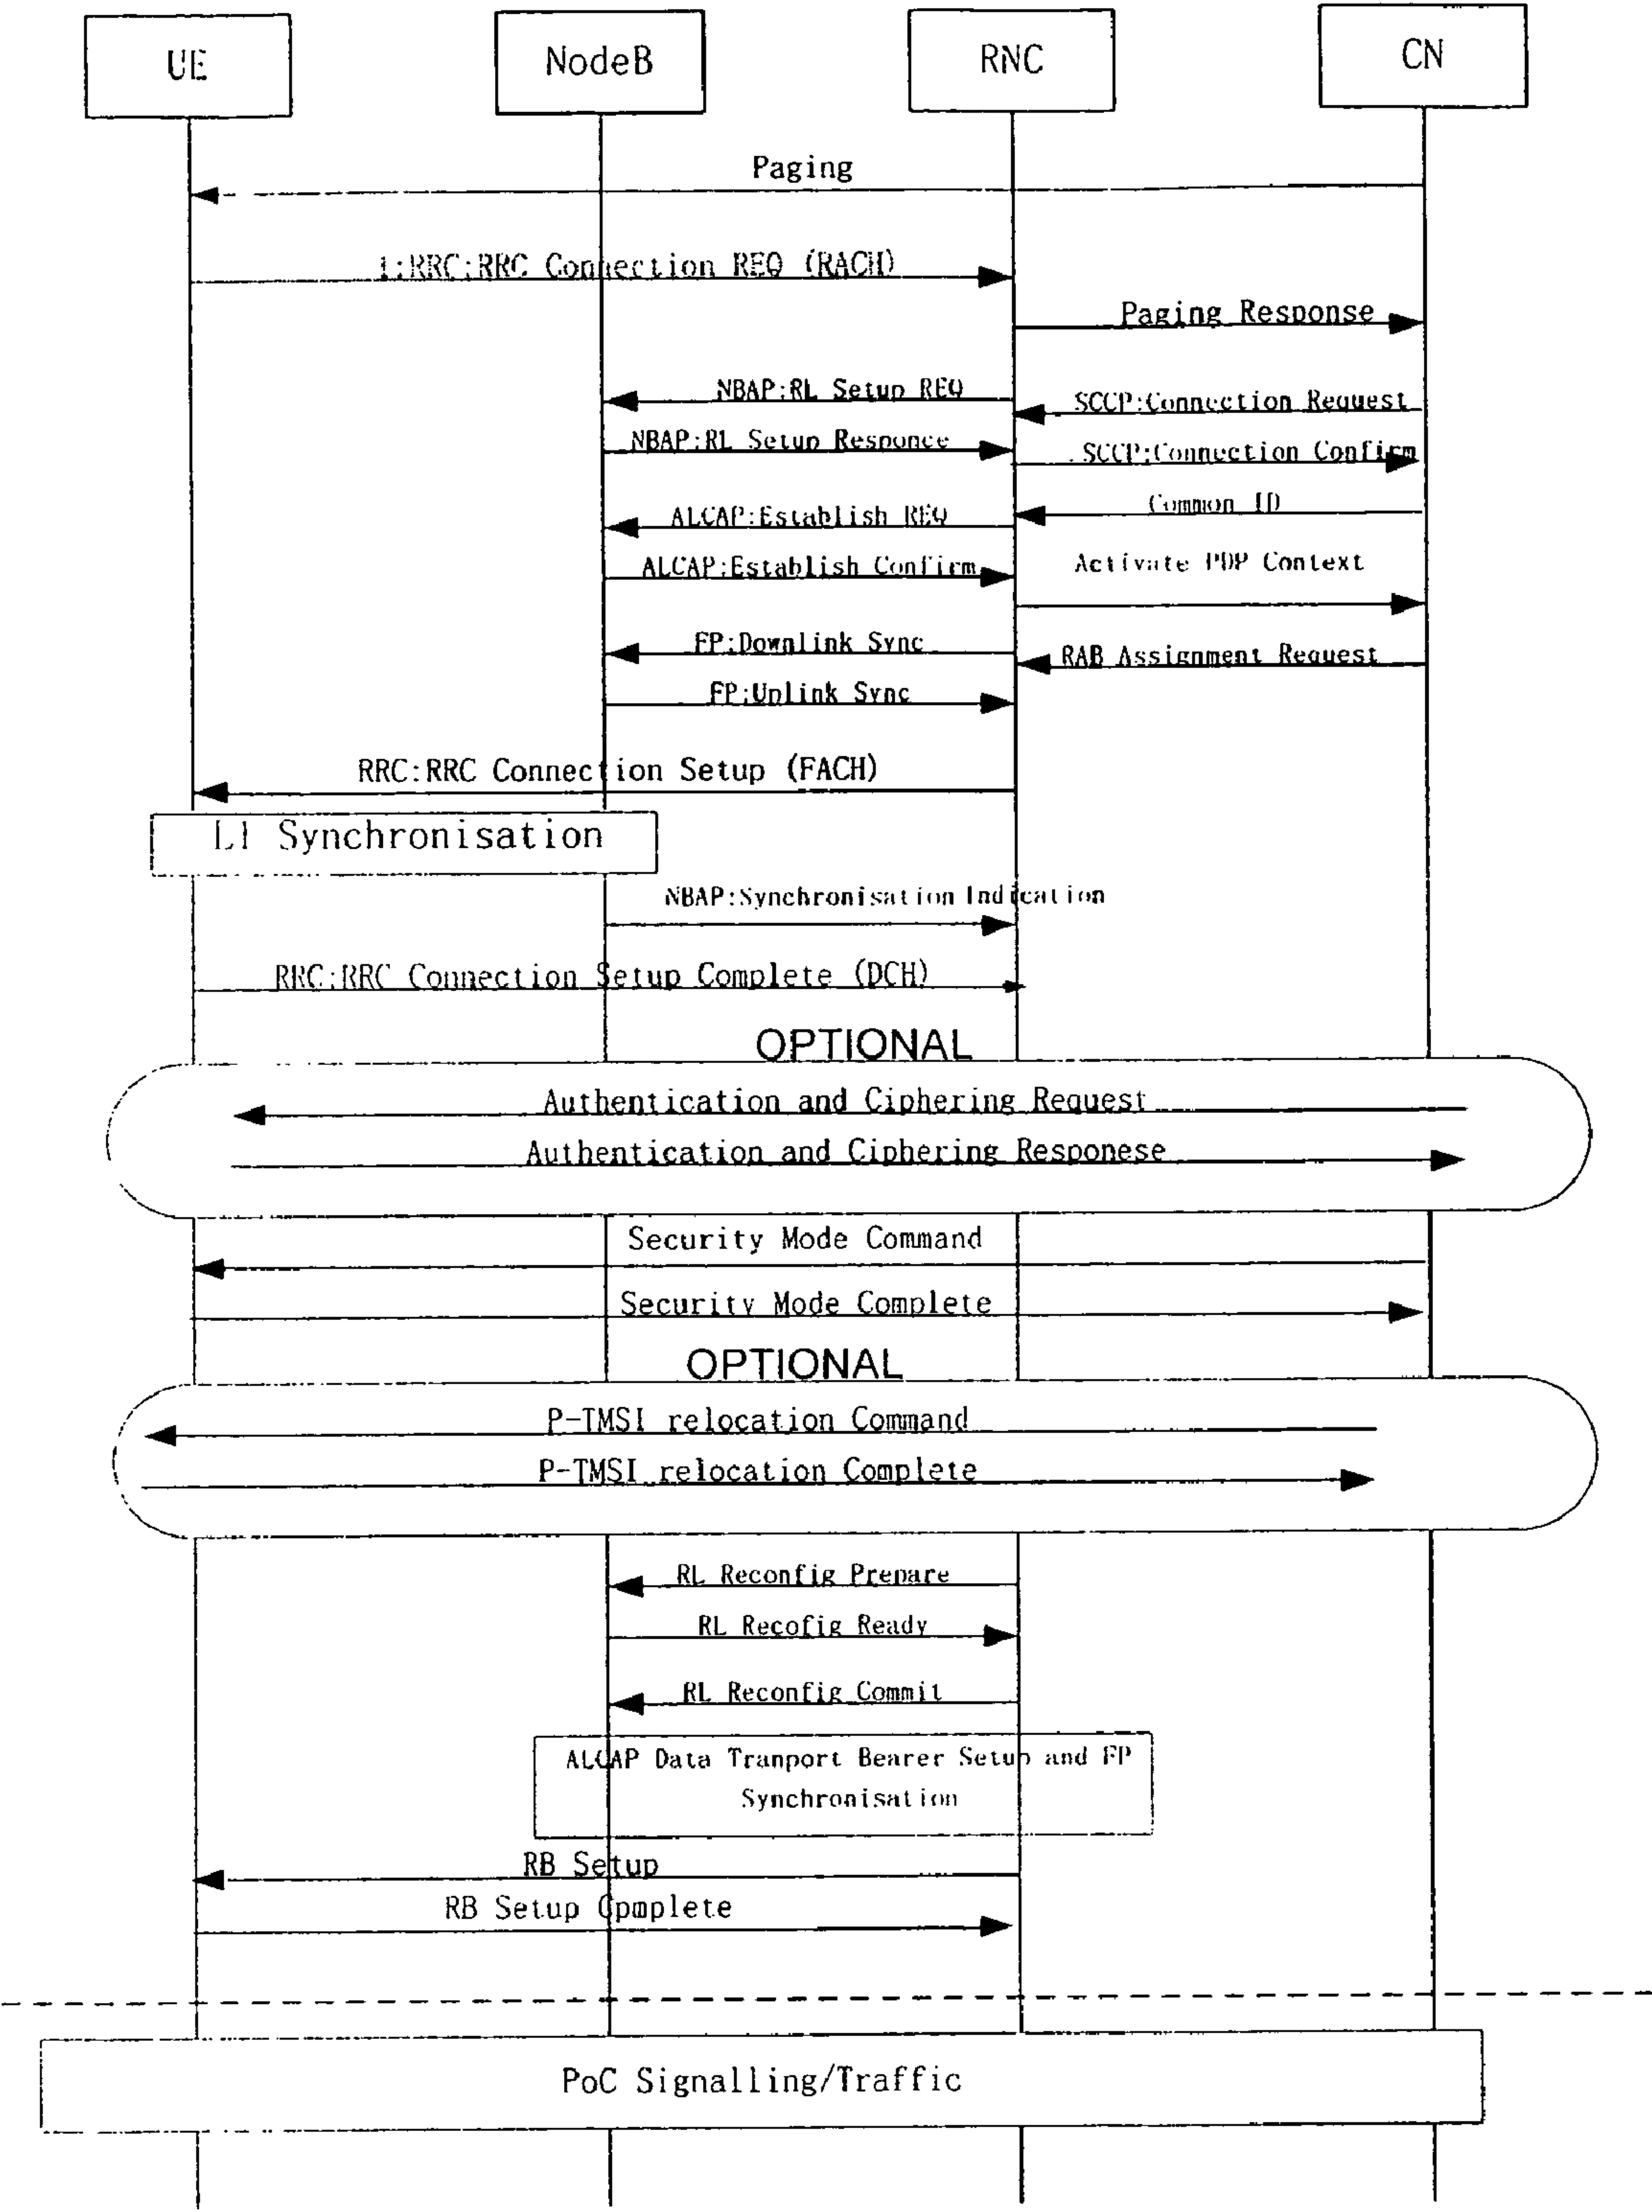 UE
NodeB
RNC
CN
Paging
1:RRC:RRC Connection REQ (RACH)
Paging Response
NBAP:RL Setup REQ
SCCP:Connection Request
NBAP:RL Setup Responce
SCCP:Connection Confirm
Common ID
ALCAP:Establish REQ
ALCAP:Establish Confirm
Activate PDP Context
FP:Downlink Sync
RAB Assignment Request
FP:Uplink Sync
RRC:RRC Connection Setup (FACH)
L1 Synchronisation
NBAP:Synchronisation Indication
RRC:RRC Connection Setup Complete (DCH)
OPTIONAL
Authentication and Ciphering Request
Authentication and Ciphering Responese
Security Mode Command
Security Mode Complete
OPTIONAL
P-TMSI relocation Command
P-TMSI relocation Complete
RL Reconfig Prepare
RL Recofig Ready
RL Reconfig Commit
ALCAP Data Tranport Bearer Setup and FP
Synchronisation
RB Setup
RB Setup Cpmplete
PoC Signalling/Traffic